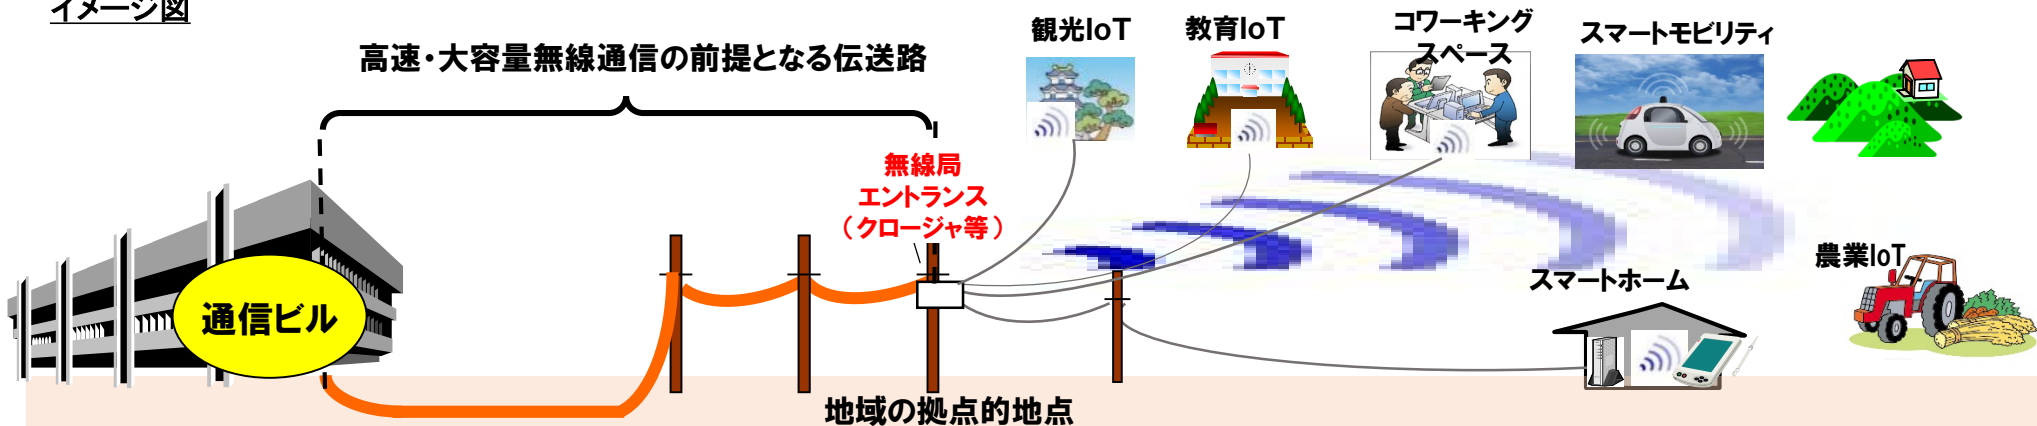 イメージ図
高速・大容量無線通信の前提となる伝送路
観光IoT
教育IoT
コワーキング
スペース
スマートモビリティ
無線局
エントランス
(クロージャ等)
通信ビル
スマートホーム
農業IoT
地域の拠点的地点